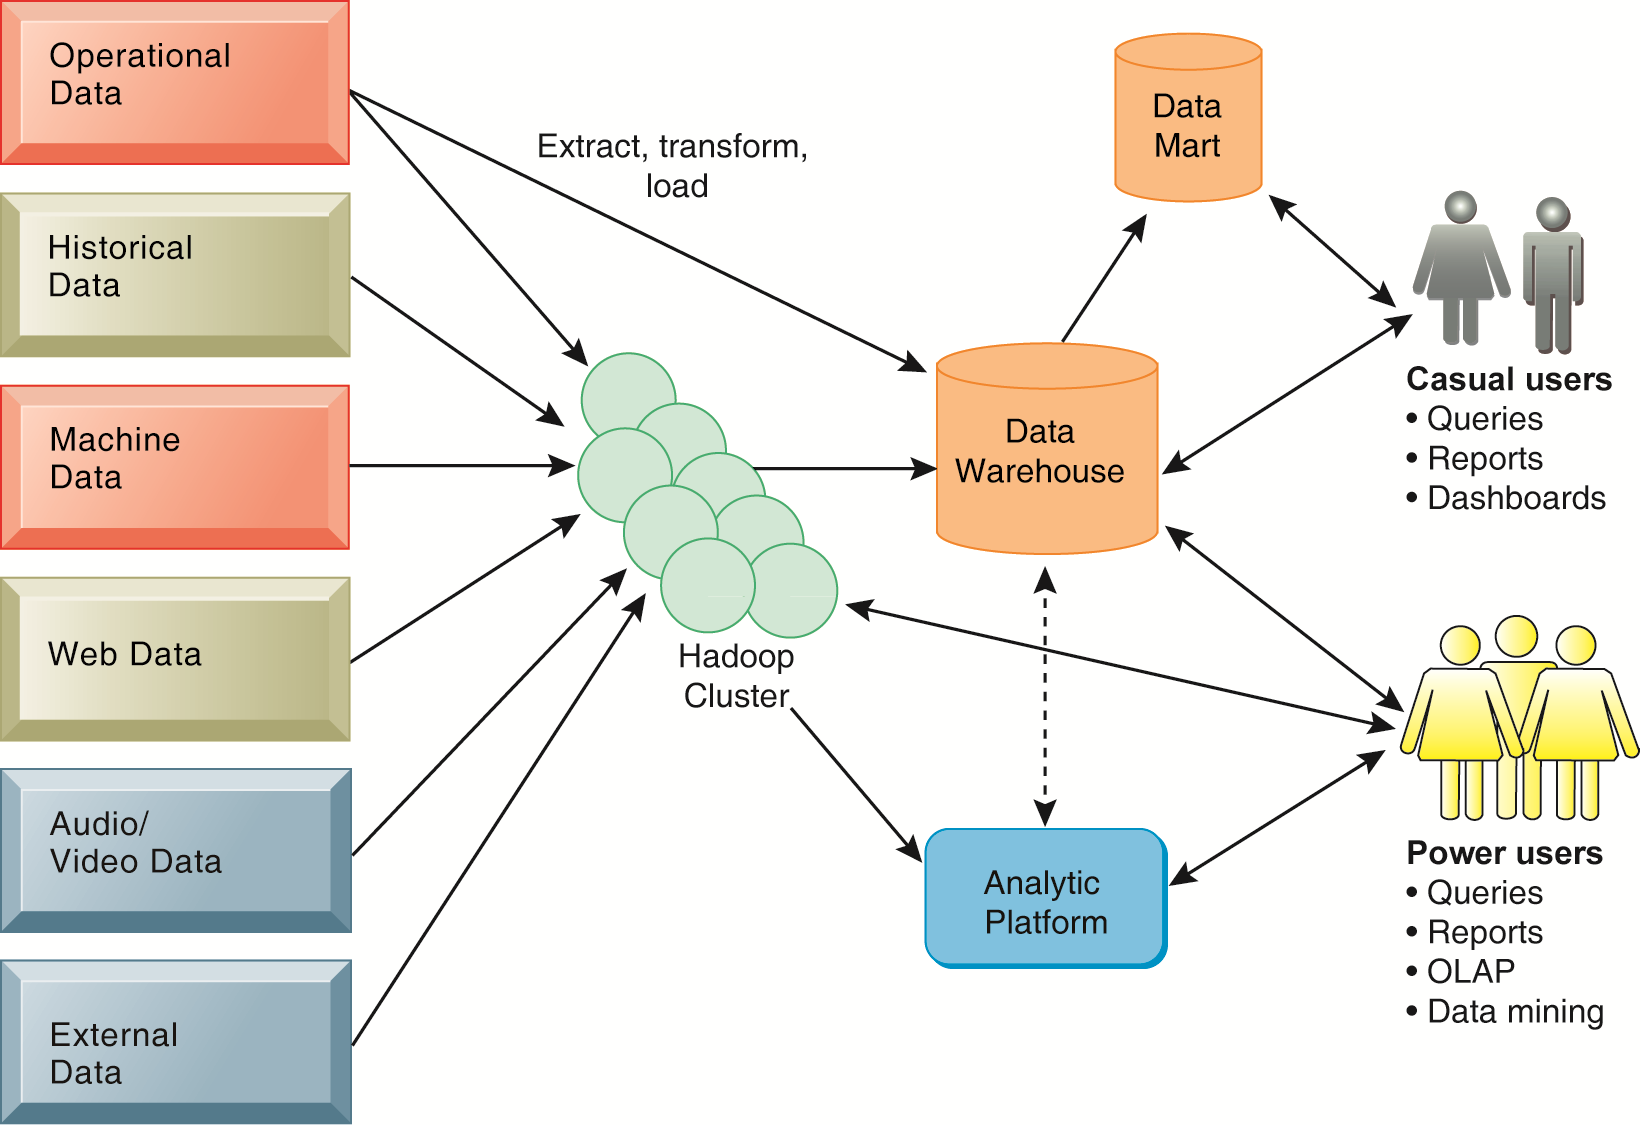 Operational
Data
Historical
Data
Machine
Data
Web Data
Audio/
Video Data
External
Data
Extract, transform,
load
Hadoop
Cluster
Data
Mart
Data
Warehouse
Analytic
Platform
Casual users
• Queries
• Reports
• Dashboards
Power users
• Queries
• Reports
• OLAP
• Data mining